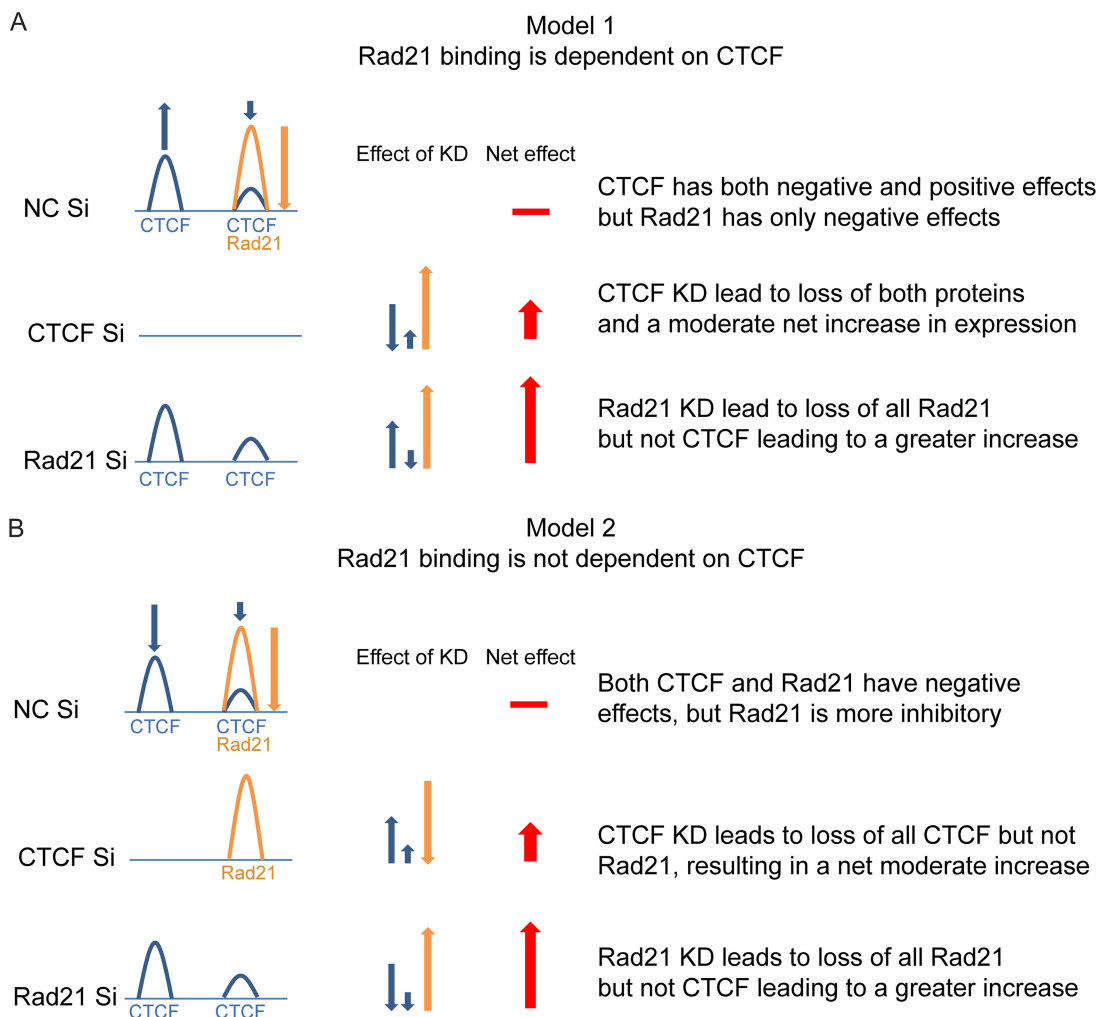 A
Model 1
Rad21 binding is dependent on CTCF
Effect of KD
Net effect
NC Si
CTCF
CTCF
Rad21
CTCF has both negative and positive effects
but Rad21 has only negative effects
CTCF Si
CTCF KD lead to loss of both proteins
and a moderate net increase in expression
Rad21 Si
CTCF
CTCF
Rad21 KD lead to loss of all Rad21
but not CTCF leading to a greater increase
B
Model 2
Rad21 binding is not dependent on CTCF
Effect of KD
Net effect
NC Si
CTCF
CTCF
Rad21
Both CTCF and Rad21 have negative
effects, but Rad21 is more inhibitory
CTCF Si
Rad21
CTCF KD leads to loss of all CTCF but not
Rad21, resulting in a net moderate increase
Rad21 Si
CTCF
CTCF
Rad21 KD leads to loss of all Rad21
but not CTCF leading to a greater increase